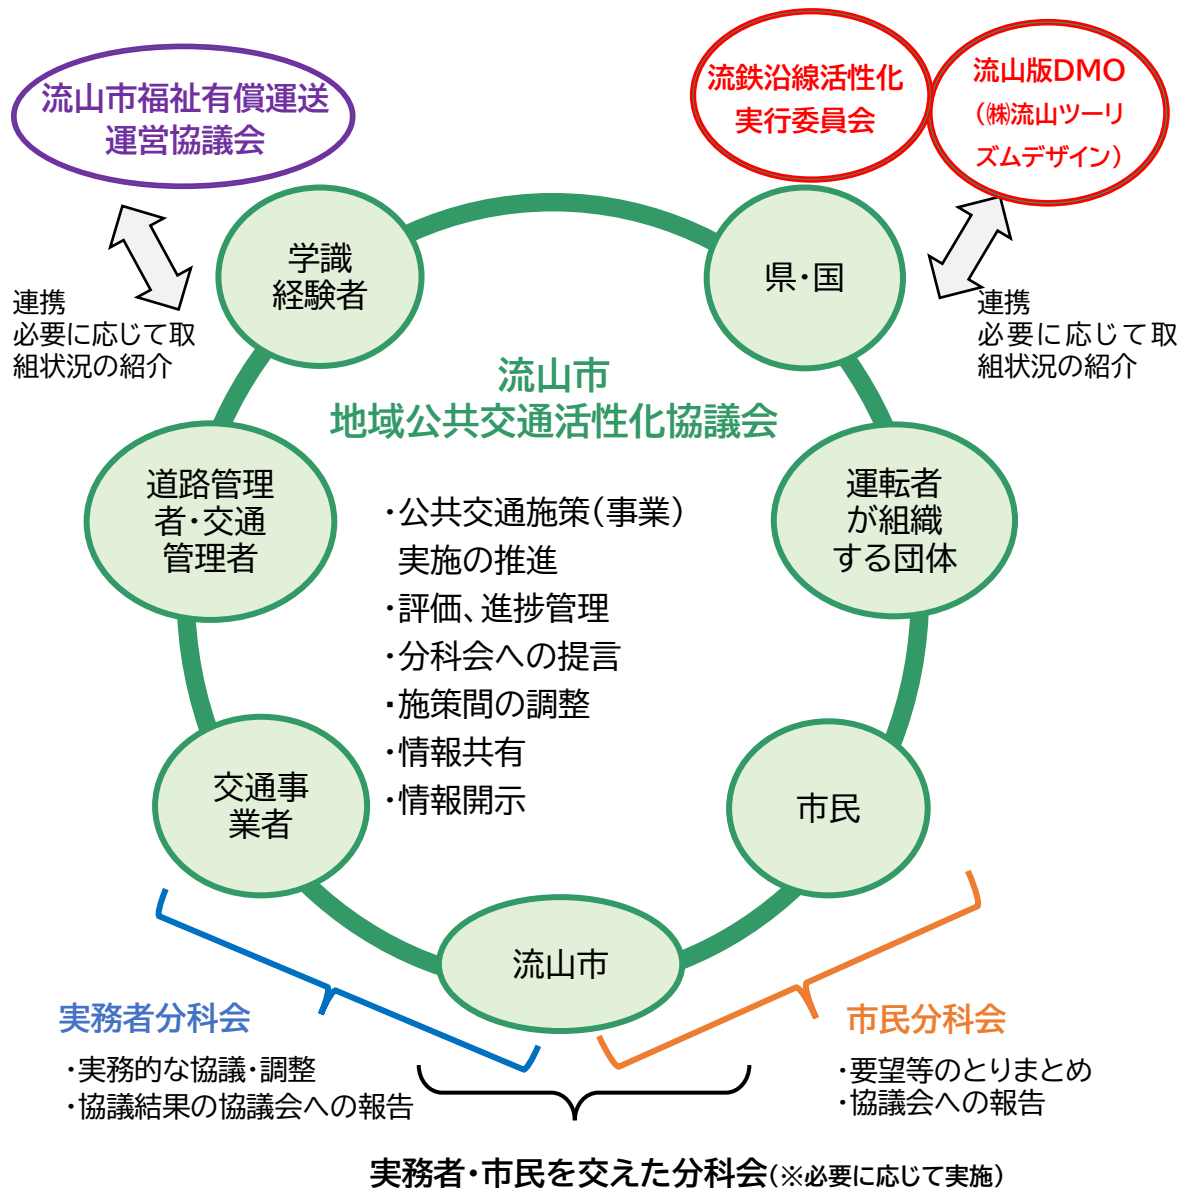 流山市福祉有償運送
運営協議会
流鉄沿線活性化
実行委員会
流山版DMO
（㈱流山ツーリ
ズムデザイン）
連携
必要に応じて取
組状況の紹介
連携
必要に応じて取
組状況の紹介
学識
経験者
県・国
流山市
地域公共交通活性化協議会
道路管理
者・交通
管理者
運転者
が組織
する団体
・公共交通施策（事業）
実施の推進
・評価、進捗管理
・分科会への提言
・施策間の調整
・情報共有
・情報開示
交通事
業者
市民
流山市
実務者分科会
・実務的な協議・調整
・協議結果の協議会への報告
市民分科会
・要望等のとりまとめ
・協議会への報告
実務者・市民を交えた分科会（※必要に応じて実施）